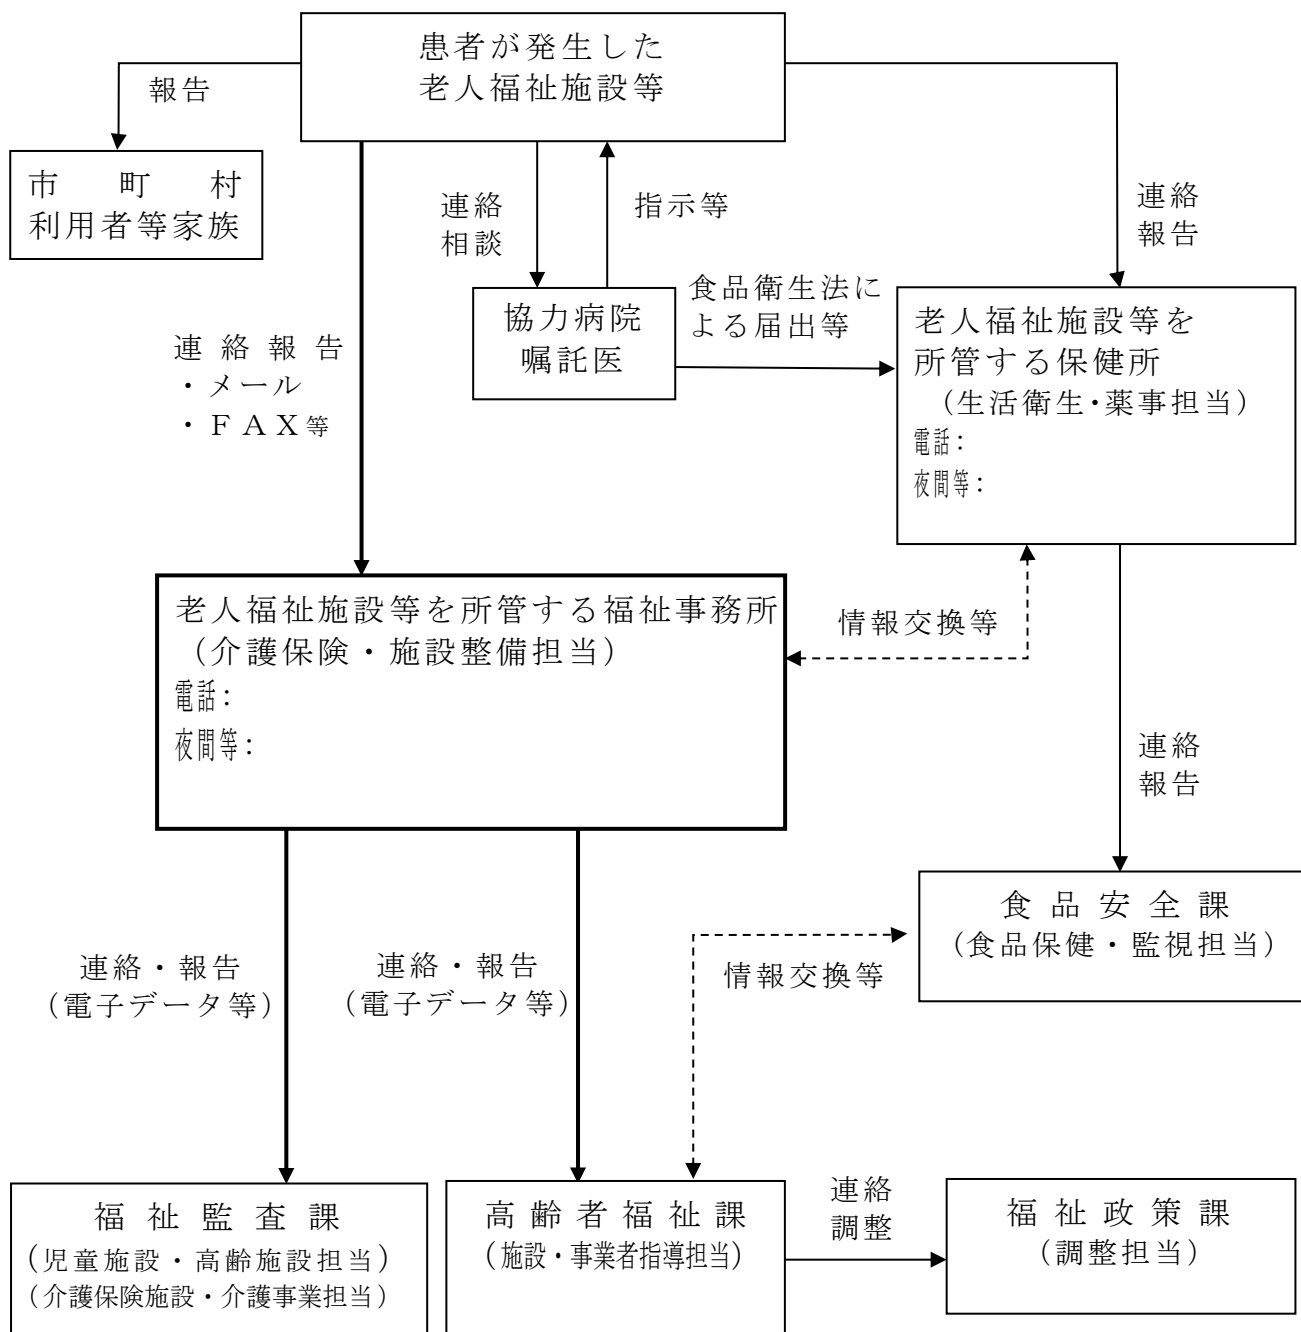 患者が発生した
老人福祉施設等
報告
市町村
利用者等家族
連絡
相談
指示等
連絡
報告
協力病院
嘱託医
食品衛生法に
よる届出等
老人福祉施設等を
所管する保健所
(生活衛生・薬事担当)
電話：
夜間等：
連絡報告
・メール
・ＦＡＸ等
老人福祉施設等を所管する福祉事務所
(介護保険・施設整備担当)
電話：
夜間等：
情報交換等
連絡
報告
食品安全課
(食品保健・監視担当)
連絡・報告
(電子データ等)
連絡・報告
(電子データ等)
情報交換等
福祉監査課
(児童施設・高齢施設担当)
(介護保険施設・介護事業担当)
高齢者福祉課
(施設・事業者指導担当)
連絡
調整
福祉政策課
(調整担当)